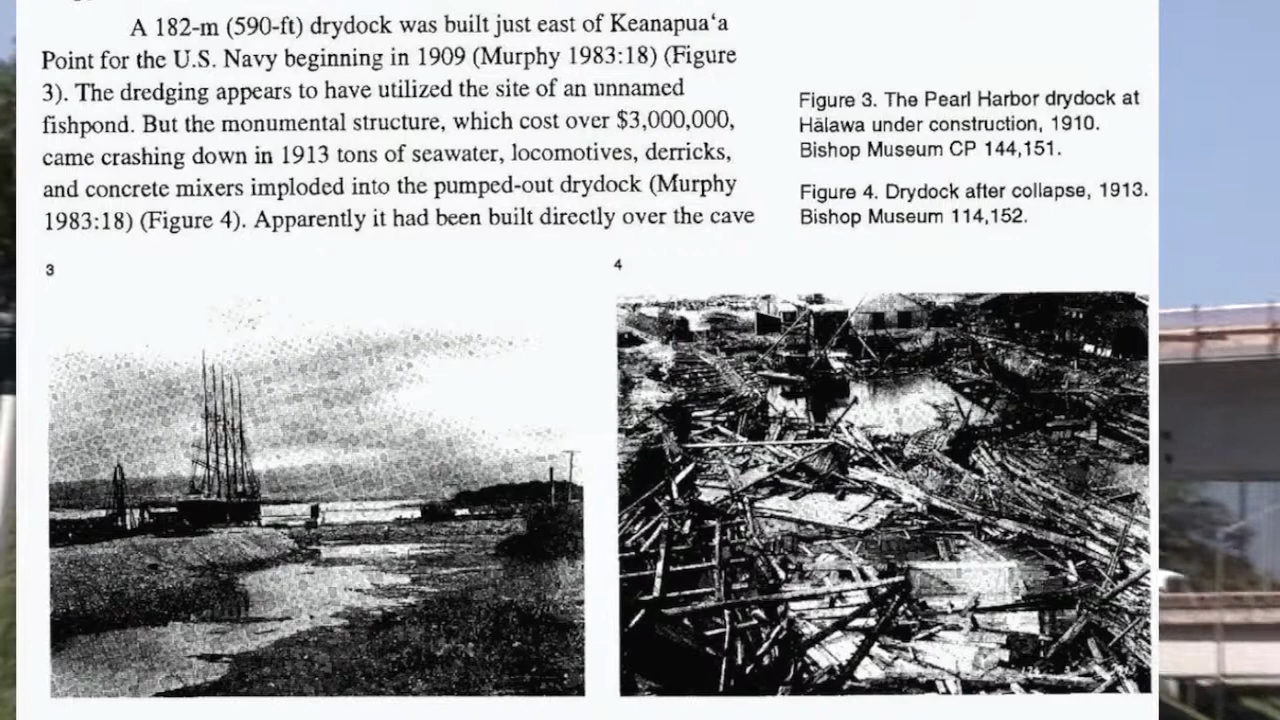 A 182-m (590-ft) drydock was built just east of Keanapuaʻa
Point for the U.S. Navy beginning in 1909 (Murphy 1983:18) (Figure
3). The dredging appears to have utilized the site of an unnamed
fishpond. But the monumental structure, which cost over $3,000,000,
came crashing down in 1913 tons of seawater, locomotives, derricks,
and concrete mixers imploded into the pumped-out drydock (Murphy
1983:18) (Figure 4). Apparently it had been built directly over the cave
Figure 3. The Pearl Harbor drydock at
Hālawa under construction, 1910.
Bishop Museum CP 144,151.
Figure 4. Drydock after collapse, 1913.
Bishop Museum 114,152.
3
4